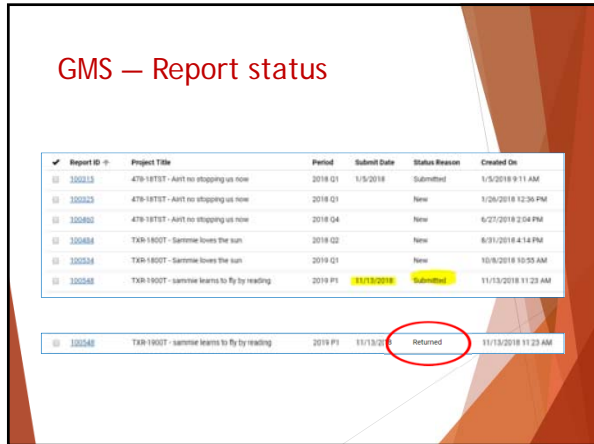 GMS — Report status
Report ID Project Title Period Submit Date Status Reason Created On
100315 478-18TST - Ain't no stopping us now 2018 Q1 1/5/2018 Submitted 1/5/2018 9:11 AM
100325 478-18TST - Ain't no stopping us now 2018 Q1 New 1/26/2018 12:36 PM
100460 478-18TST - Ain't no stopping us now 2018 Q4 New 6/27/2018 2:04 PM
100484 TXR-1800T - Sammie loves the sun 2018 Q2 New 8/31/2018 4:14 PM
100534 TXR-1800T - Sammie loves the sun 2019 Q1 New 10/8/2018 10:55 AM
100548 TXR-1900T - sammie learns to fly by reading 2019 P1 11/13/2018 Submitted 11/13/2018 11:23 AM
100548 TXR-1900T - sammie learns to fly by reading 2019 P1 11/13/2018 Returned 11/13/2018 11:23 AM